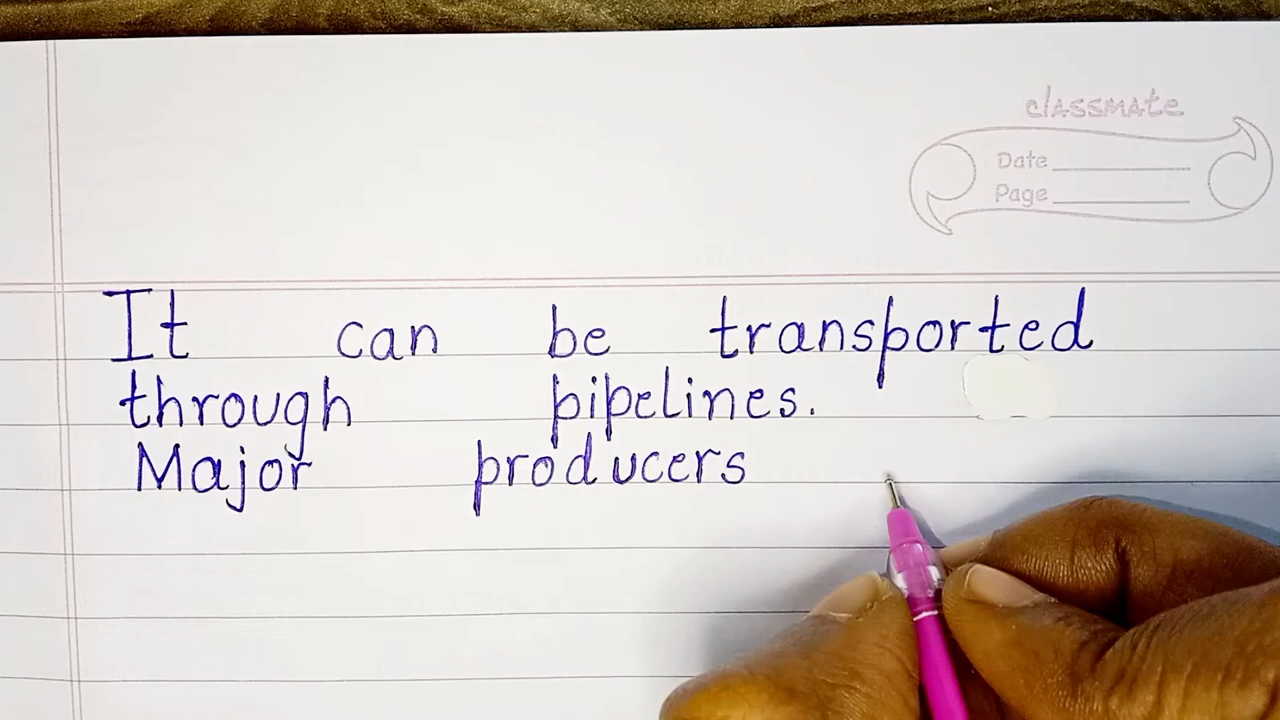 classmate
Date
Page
It can be transported
through pipelines.
Major producers